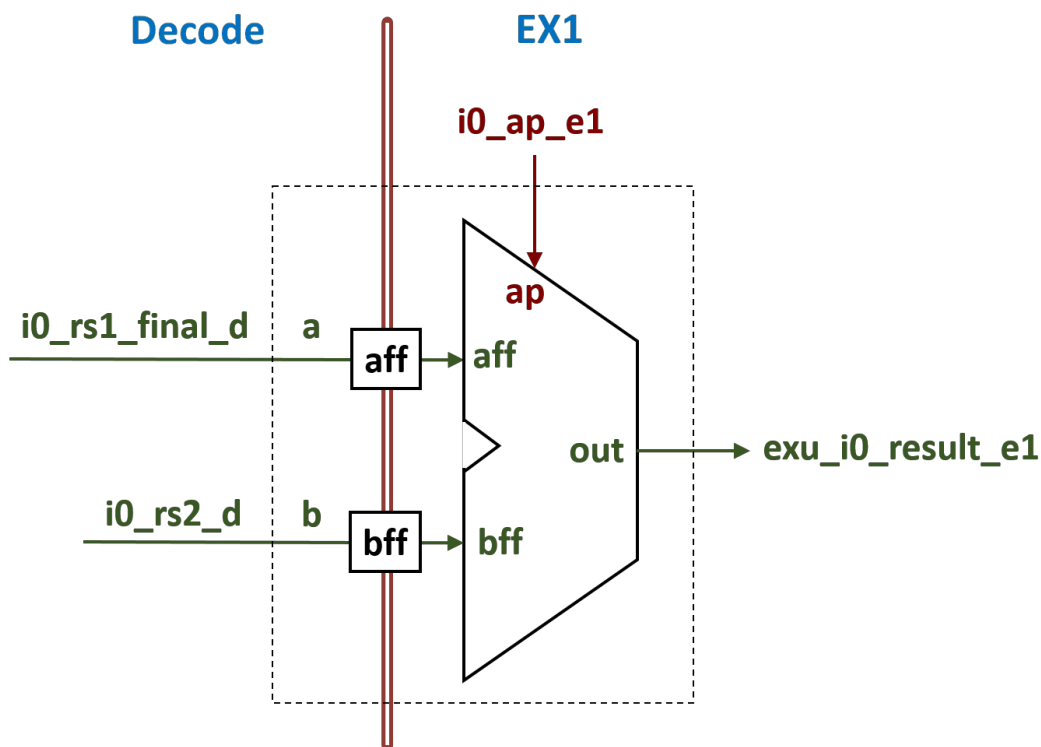 Decode
EX1
i0_ap_e1
ap
i0_rs1_final_d
a
aff
aff
out
exu_i0_result_e1
i0_rs2_d
b
bff
bff